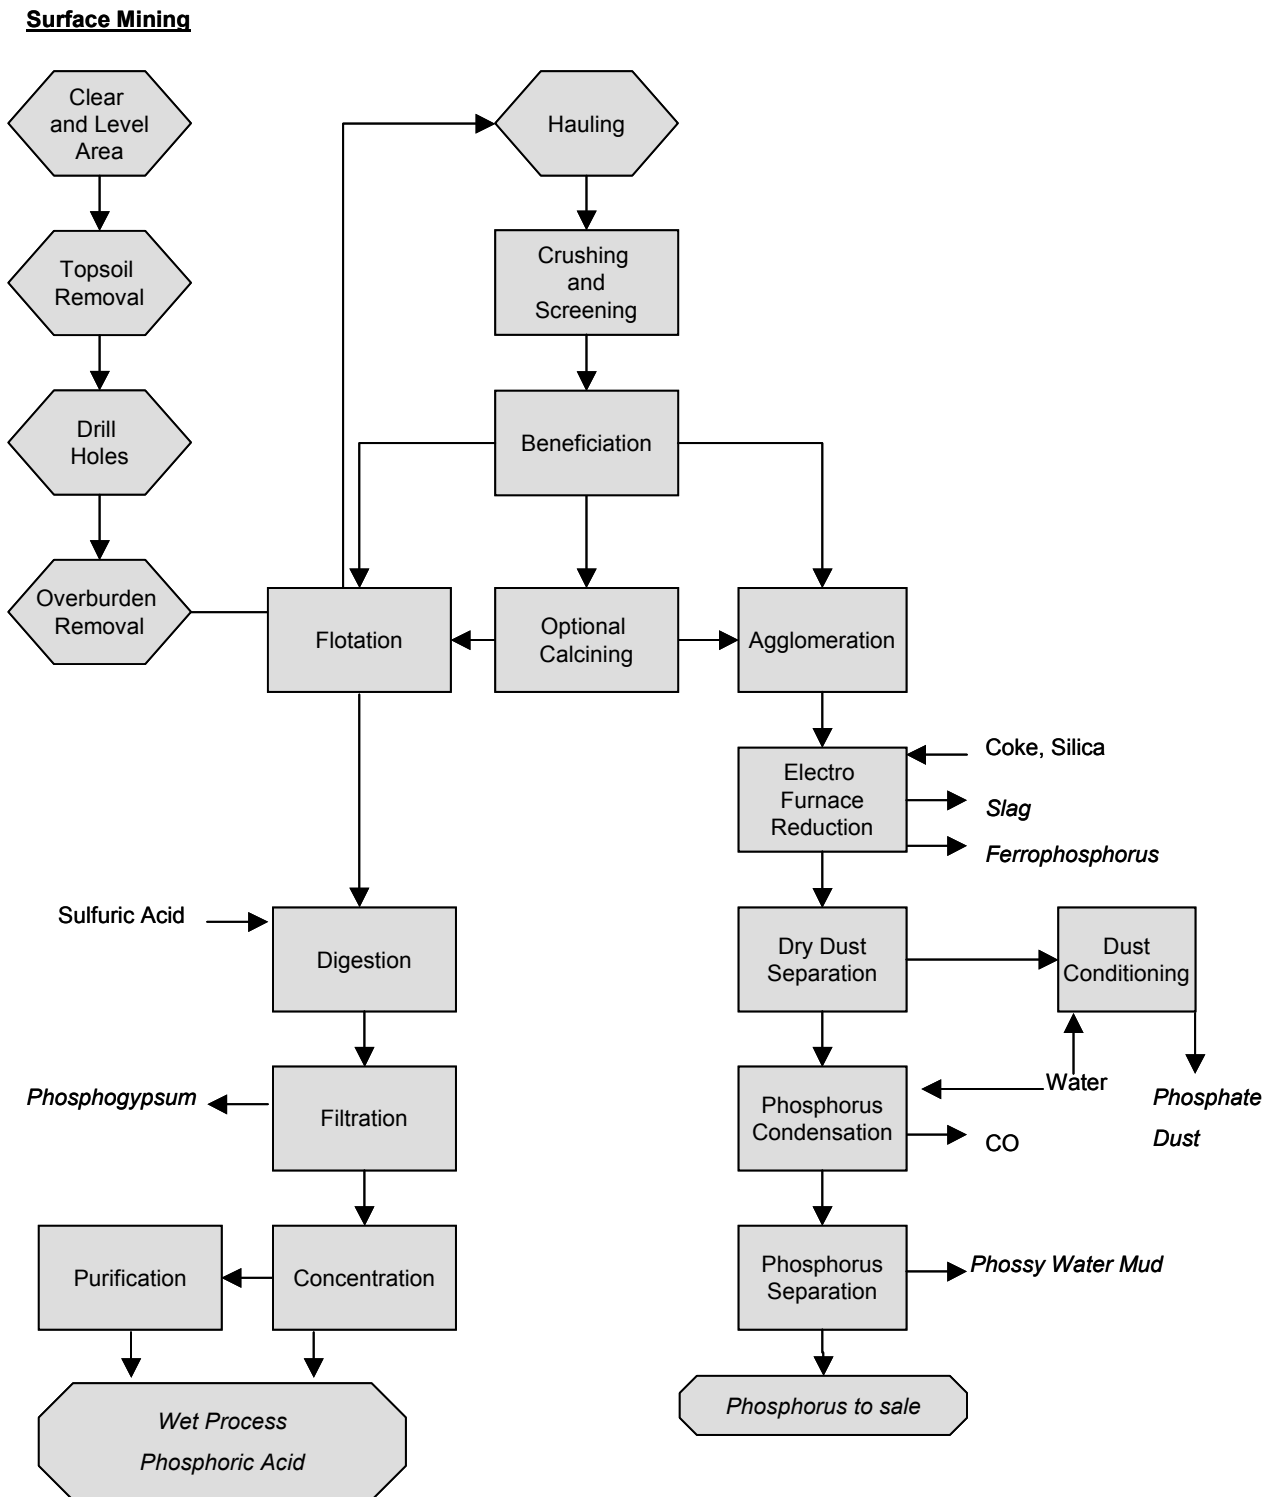 Surface Mining
Clear
and Level
Area
Hauling
Topsoil
Removal
Crushing
and
Screening
Drill
Holes
Beneficiation
Overburden
Removal
Flotation
Optional
Calcining
Agglomeration
Electro
Furnace
Reduction
Coke, Silica
Slag
Ferrophosphorus
Sulfuric Acid
Digestion
Dry Dust
Separation
Dust
Conditioning
Phosphogypsum
Filtration
Phosphorus
Condensation
Water
CO
Phosphate
Dust
Purification
Concentration
Phosphorus
Separation
Phossy Water Mud
Wet Process
Phosphoric Acid
Phosphorus to sale